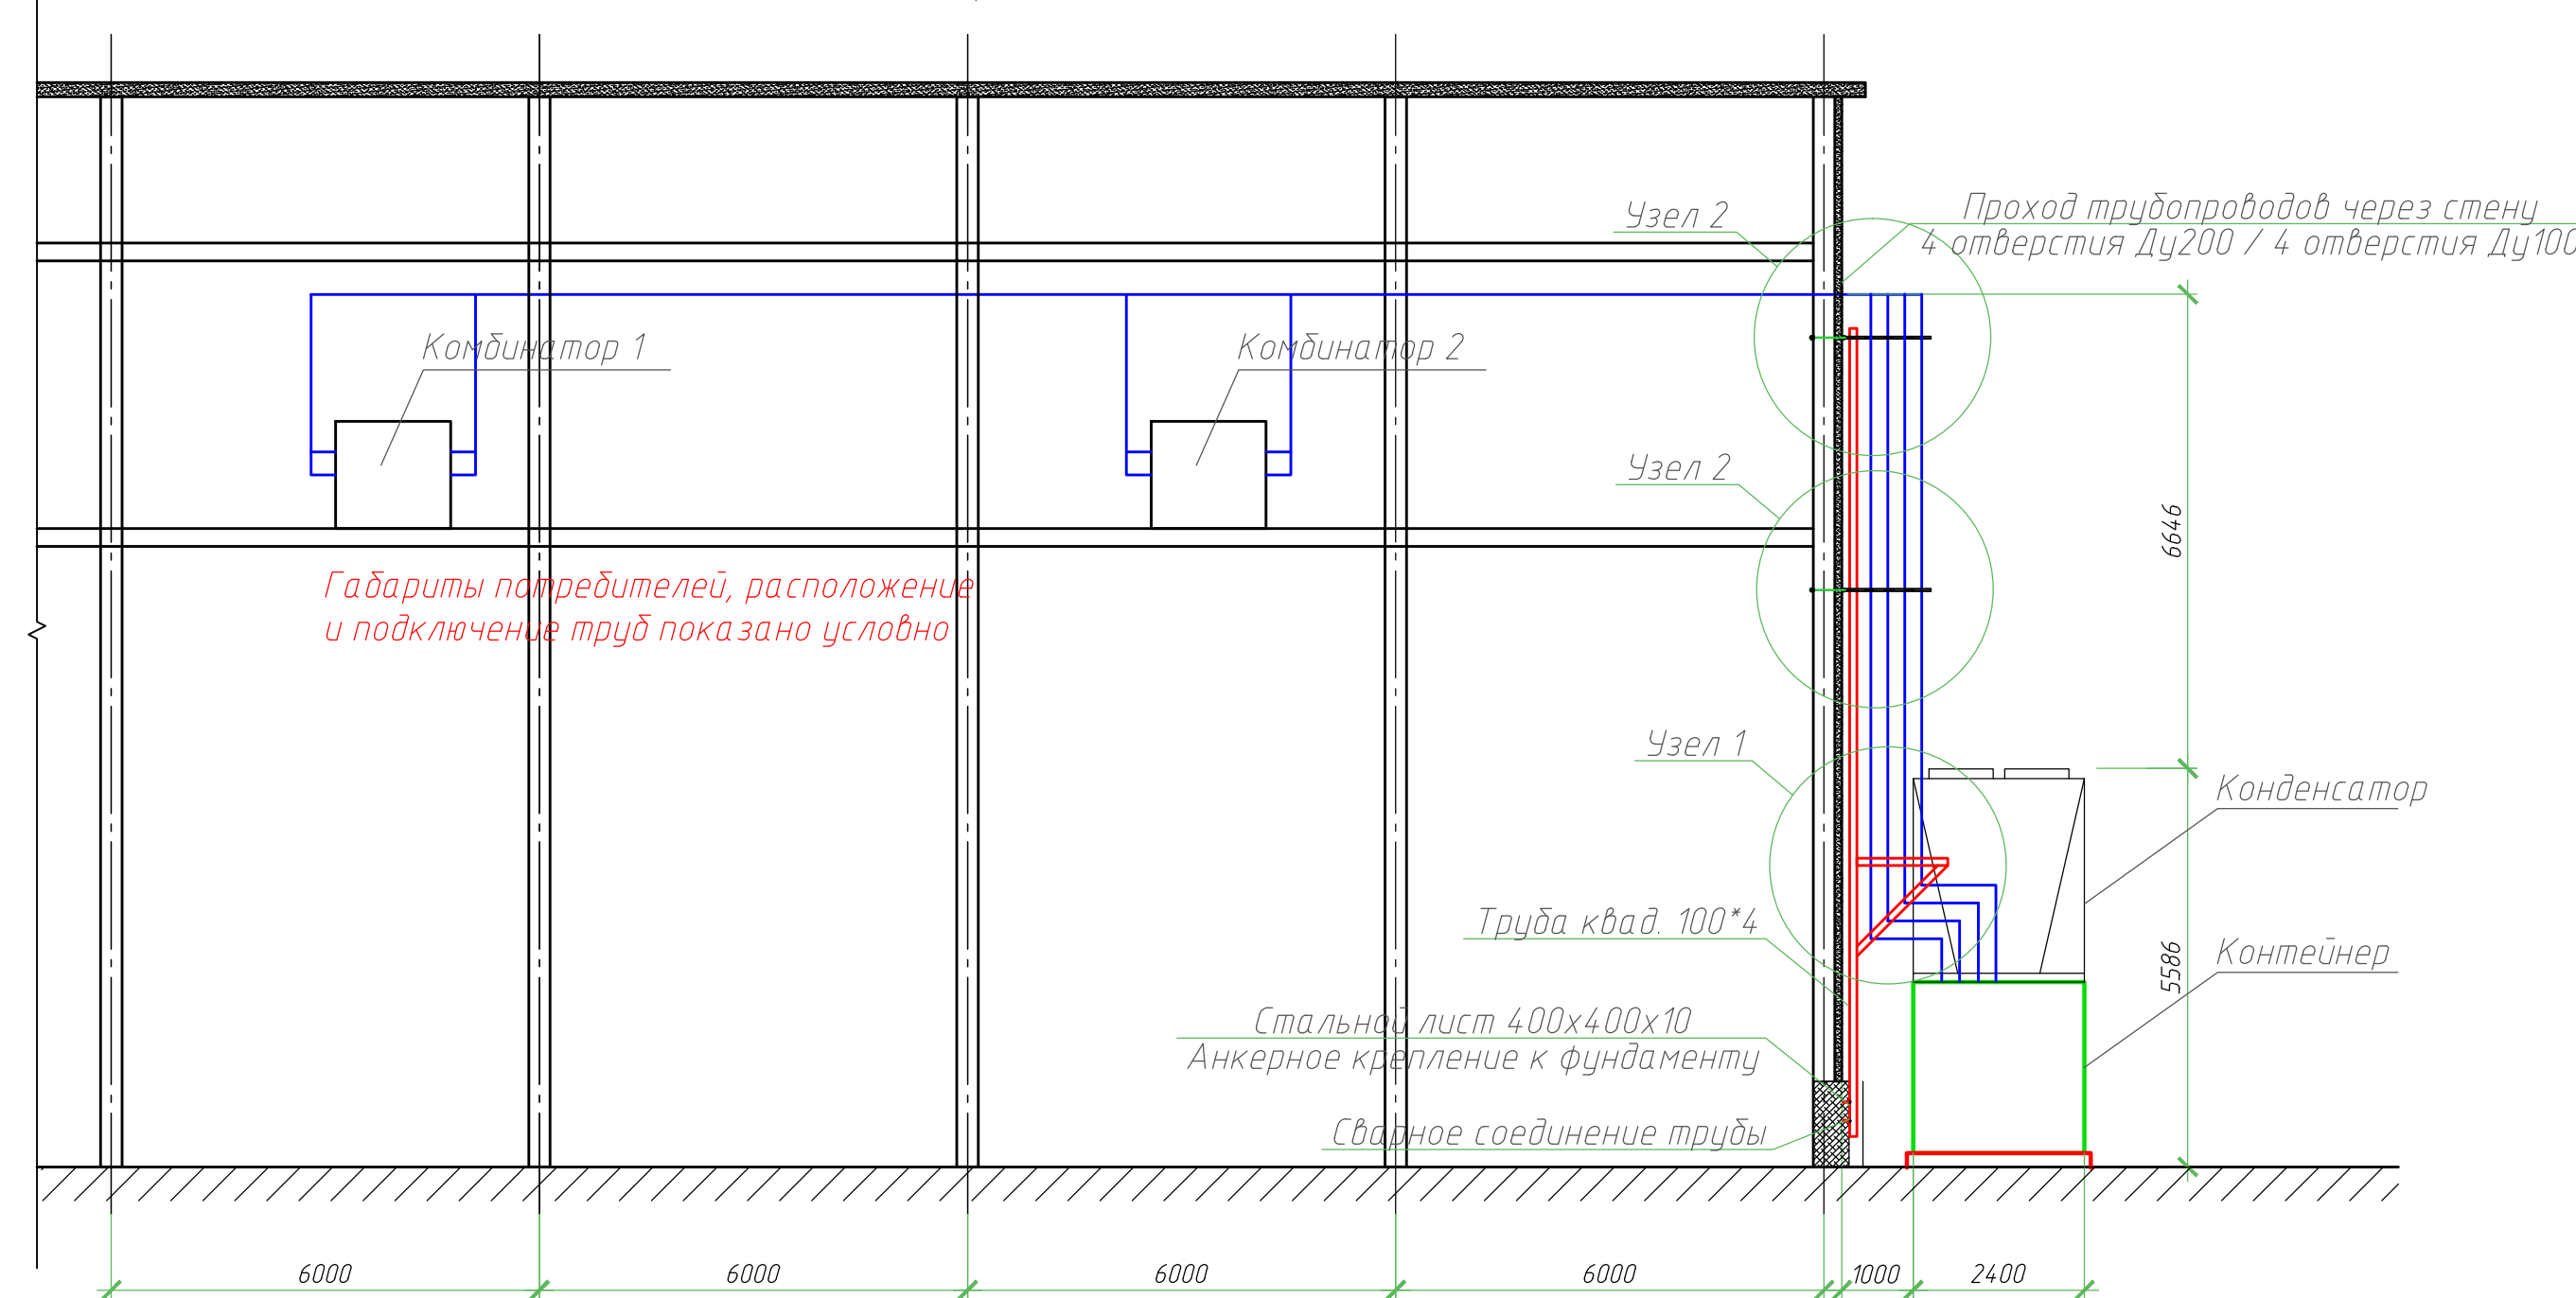 Узел 2
Проход трубопроводов через стену
4 отверстия Ду200 / 4 отверстия Ду100
Комбинатор 1
Комбинатор 2
Узел 2
6646
Габариты потребителей, расположение
и подключение труб показано условно
Узел 1
Конденсатор
Труба квад. 100*4
Контейнер
5586
Стальной лист 400х400х10
Анкерное крепление к фундаменту
Сварное соединение трубы
6000
6000
6000
6000
1000
2400